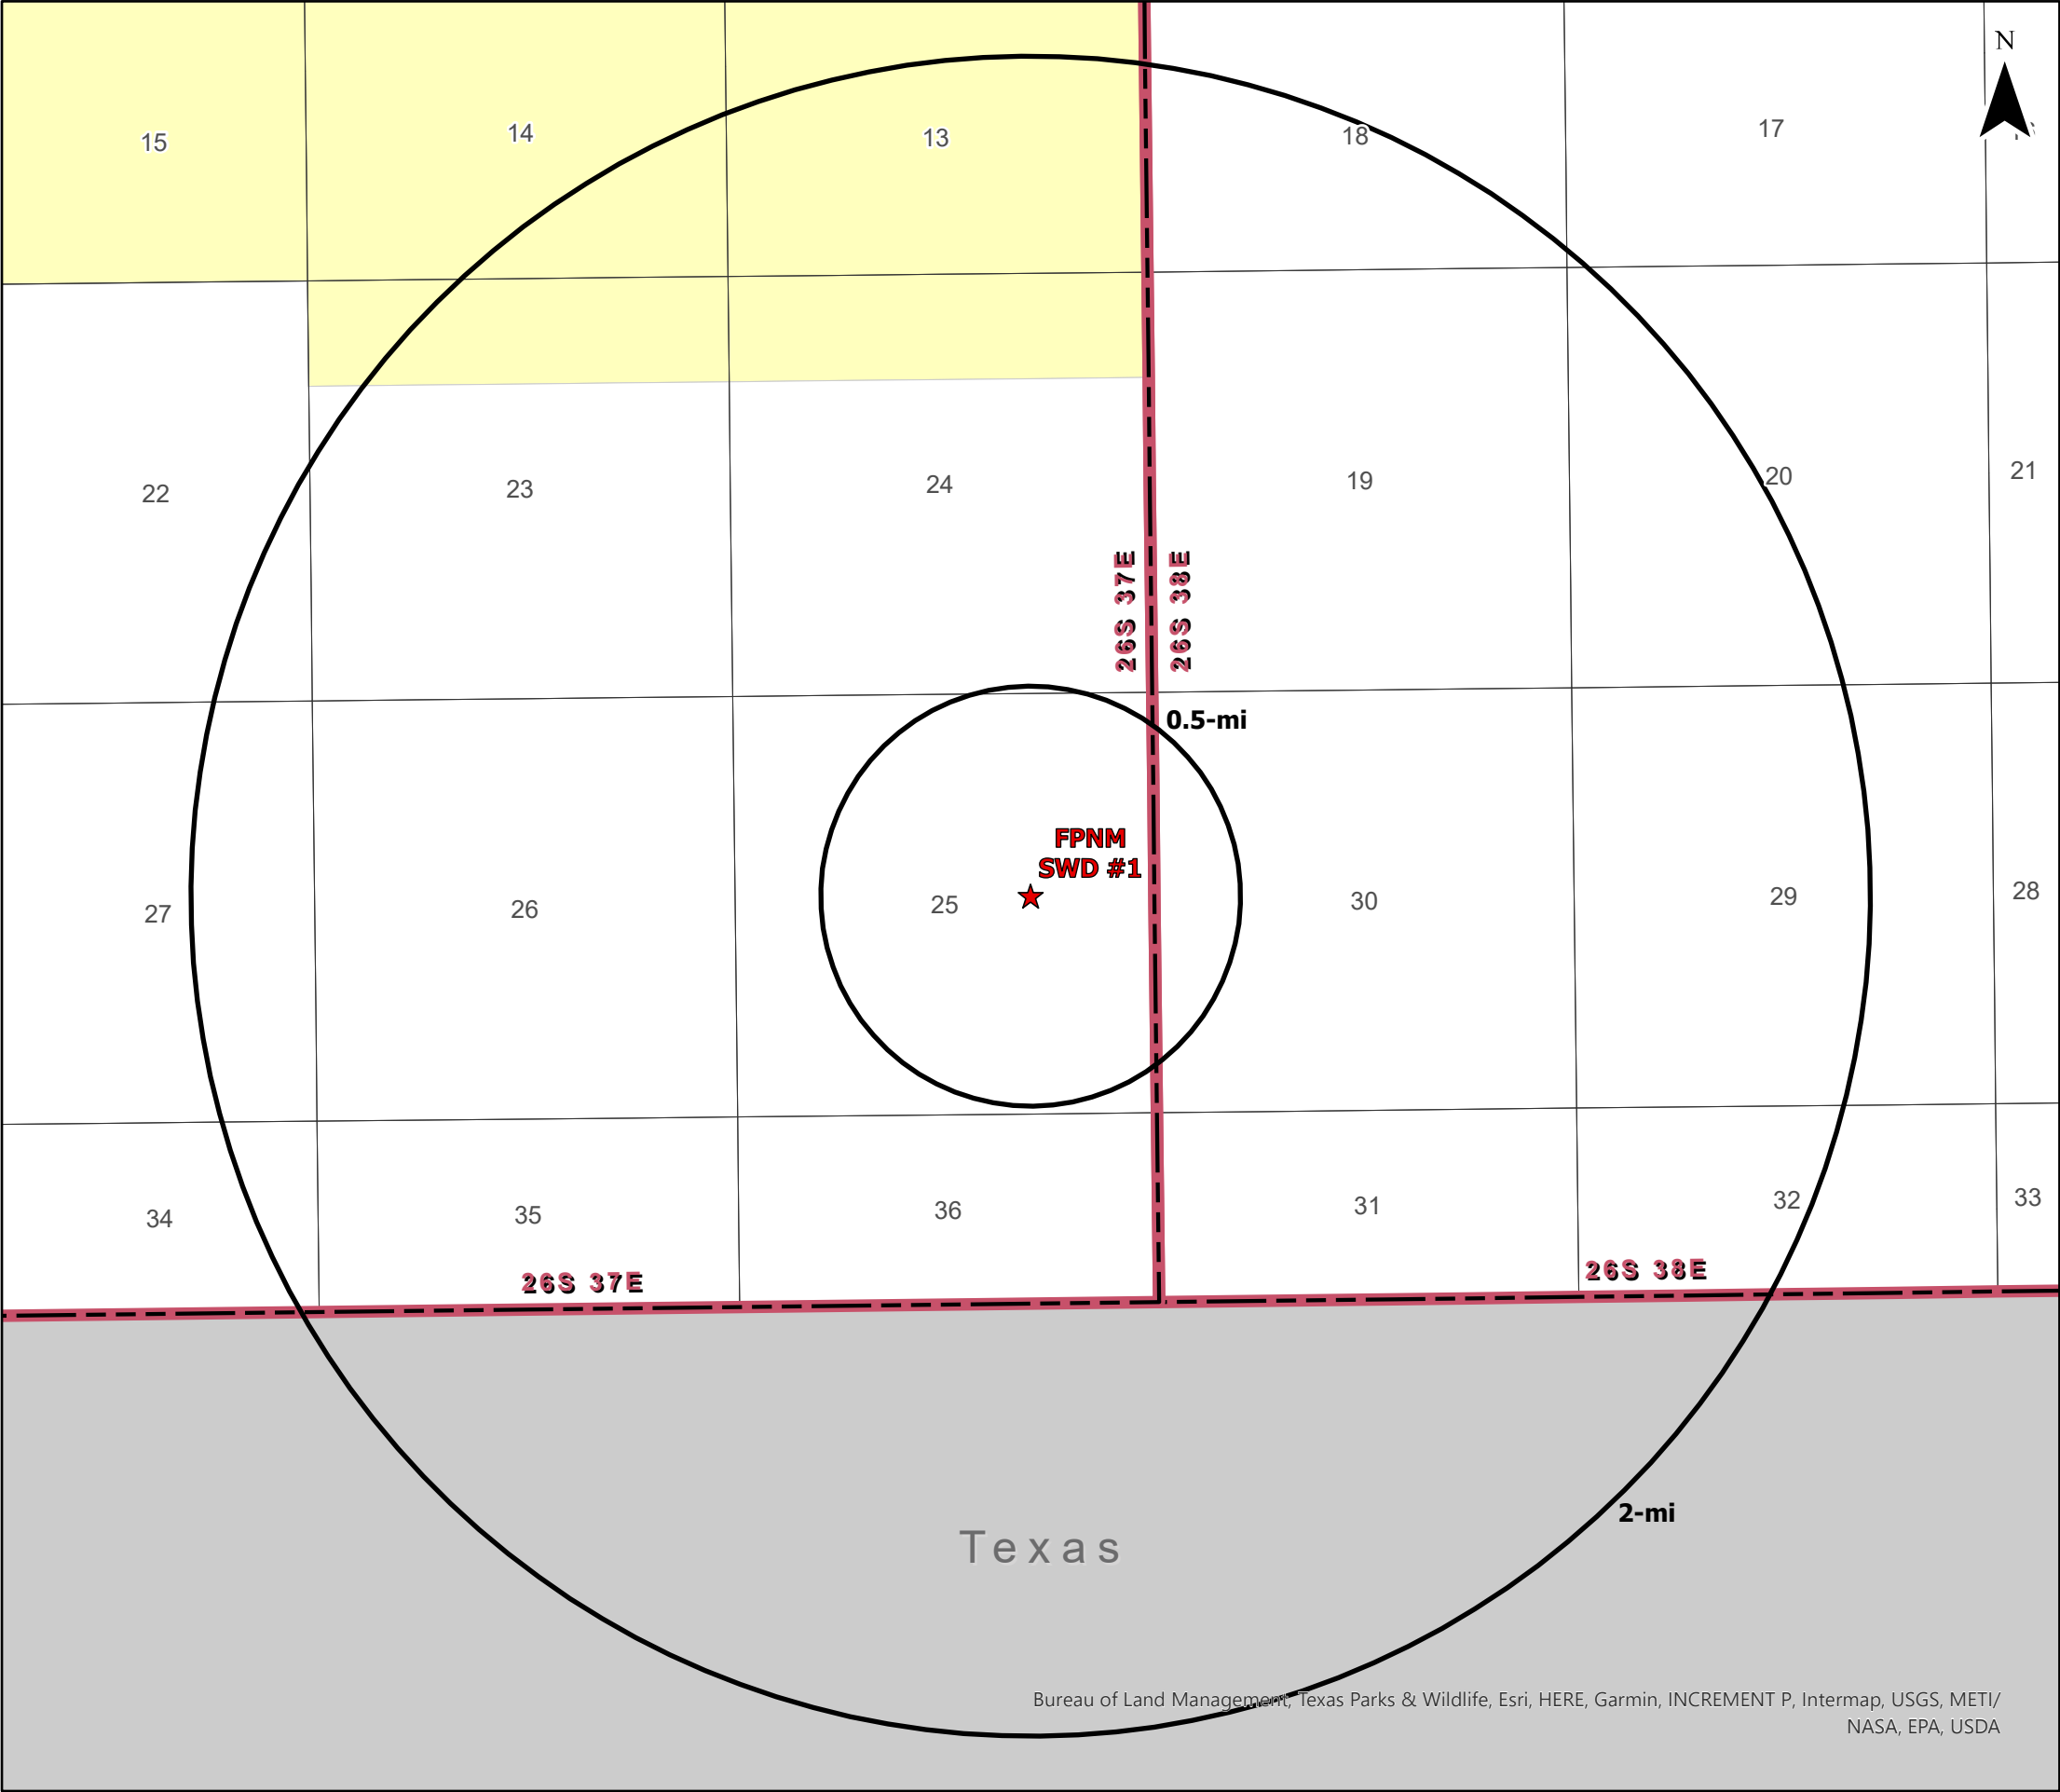 N
15
14
13
18
17
22
23
24
19
20
21
26S 37E
26S 38E
0.5-mi
FPNM
SWD #1
27
26
25
30
29
28
34
35
36
31
32
33
26S 37E
26S 38E
2-mi
Texas
Bureau of Land Management, Texas Parks & Wildlife, Esri, HERE, Garmin, INCREMENT P, Intermap, USGS, METI/
NASA, EPA, USDA